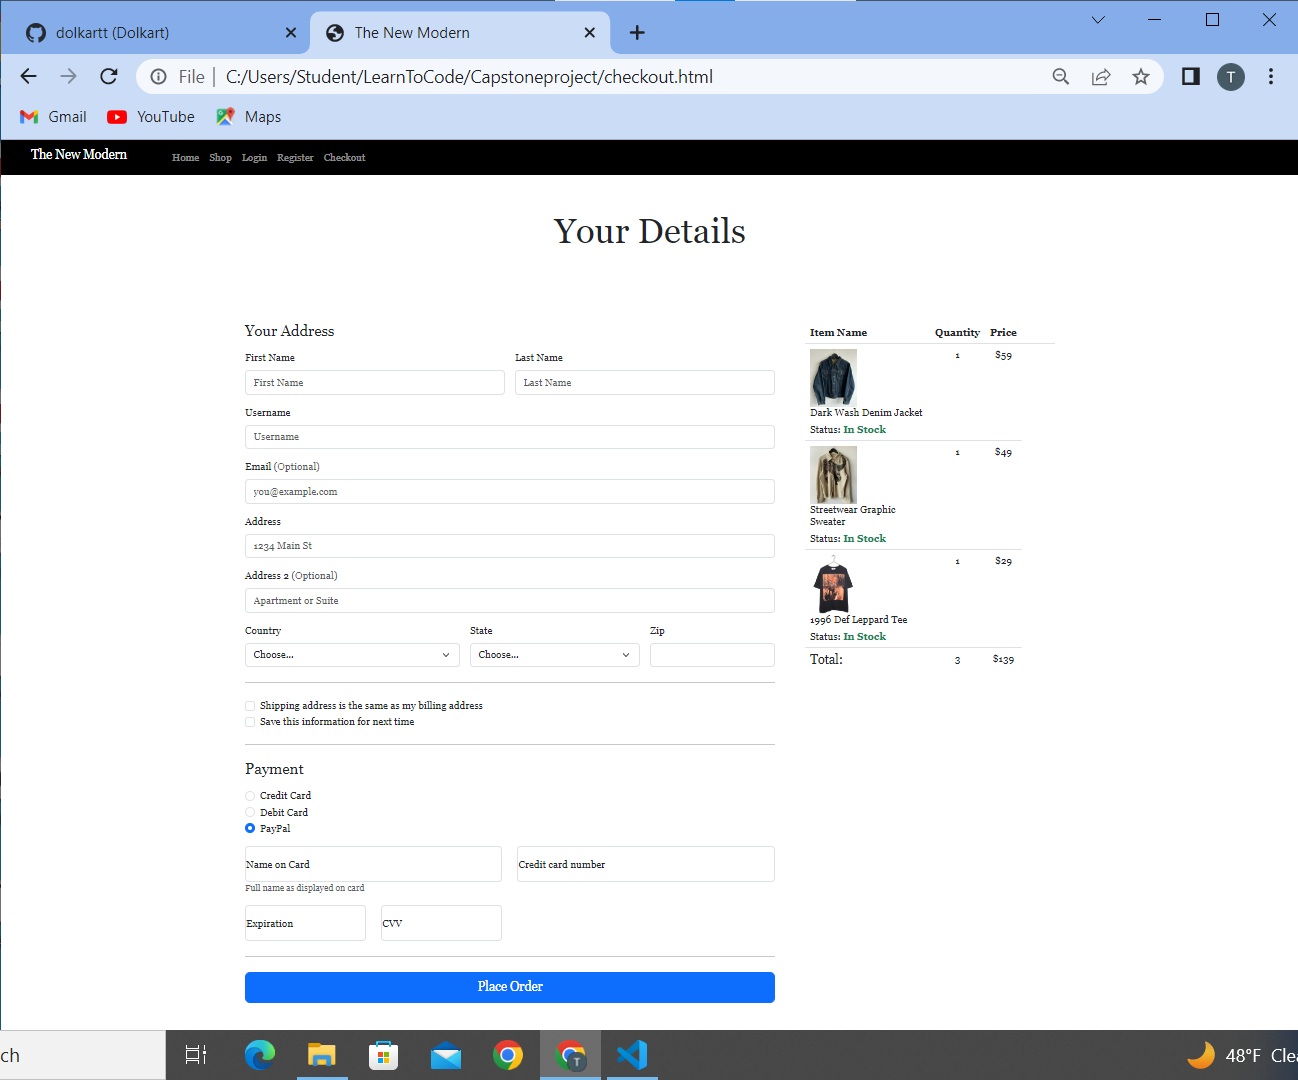 dolkartt (Dolkart)
The New Modern
File | C:/Users/Student/LearnToCode/Capstoneproject/checkout.html
T
Gmail YouTube Maps
The New Modern Home Shop Login Register Checkout
Your Details
Your Address
First Name Last Name
First Name Last Name
Username
Username
Email (Optional)
you@example.com
Address
1234 Main St
Address 2 (Optional)
Apartment or Suite
Country State Zip
Choose... Choose...
Shipping address is the same as my billing address
Save this information for next time
Payment
Credit Card
Debit Card
PayPal
Name on Card Credit card number
Full name as displayed on card
Expiration CVV
Place Order
Item Name Quantity Price
1 $59
Dark Wash Denim Jacket
Status: In Stock
1 $49
Streetwear Graphic
Sweater
Status: In Stock
1 $29
1996 Def Leppard Tee
Status: In Stock
Total: 3 $139
ch
T
48°F Clea